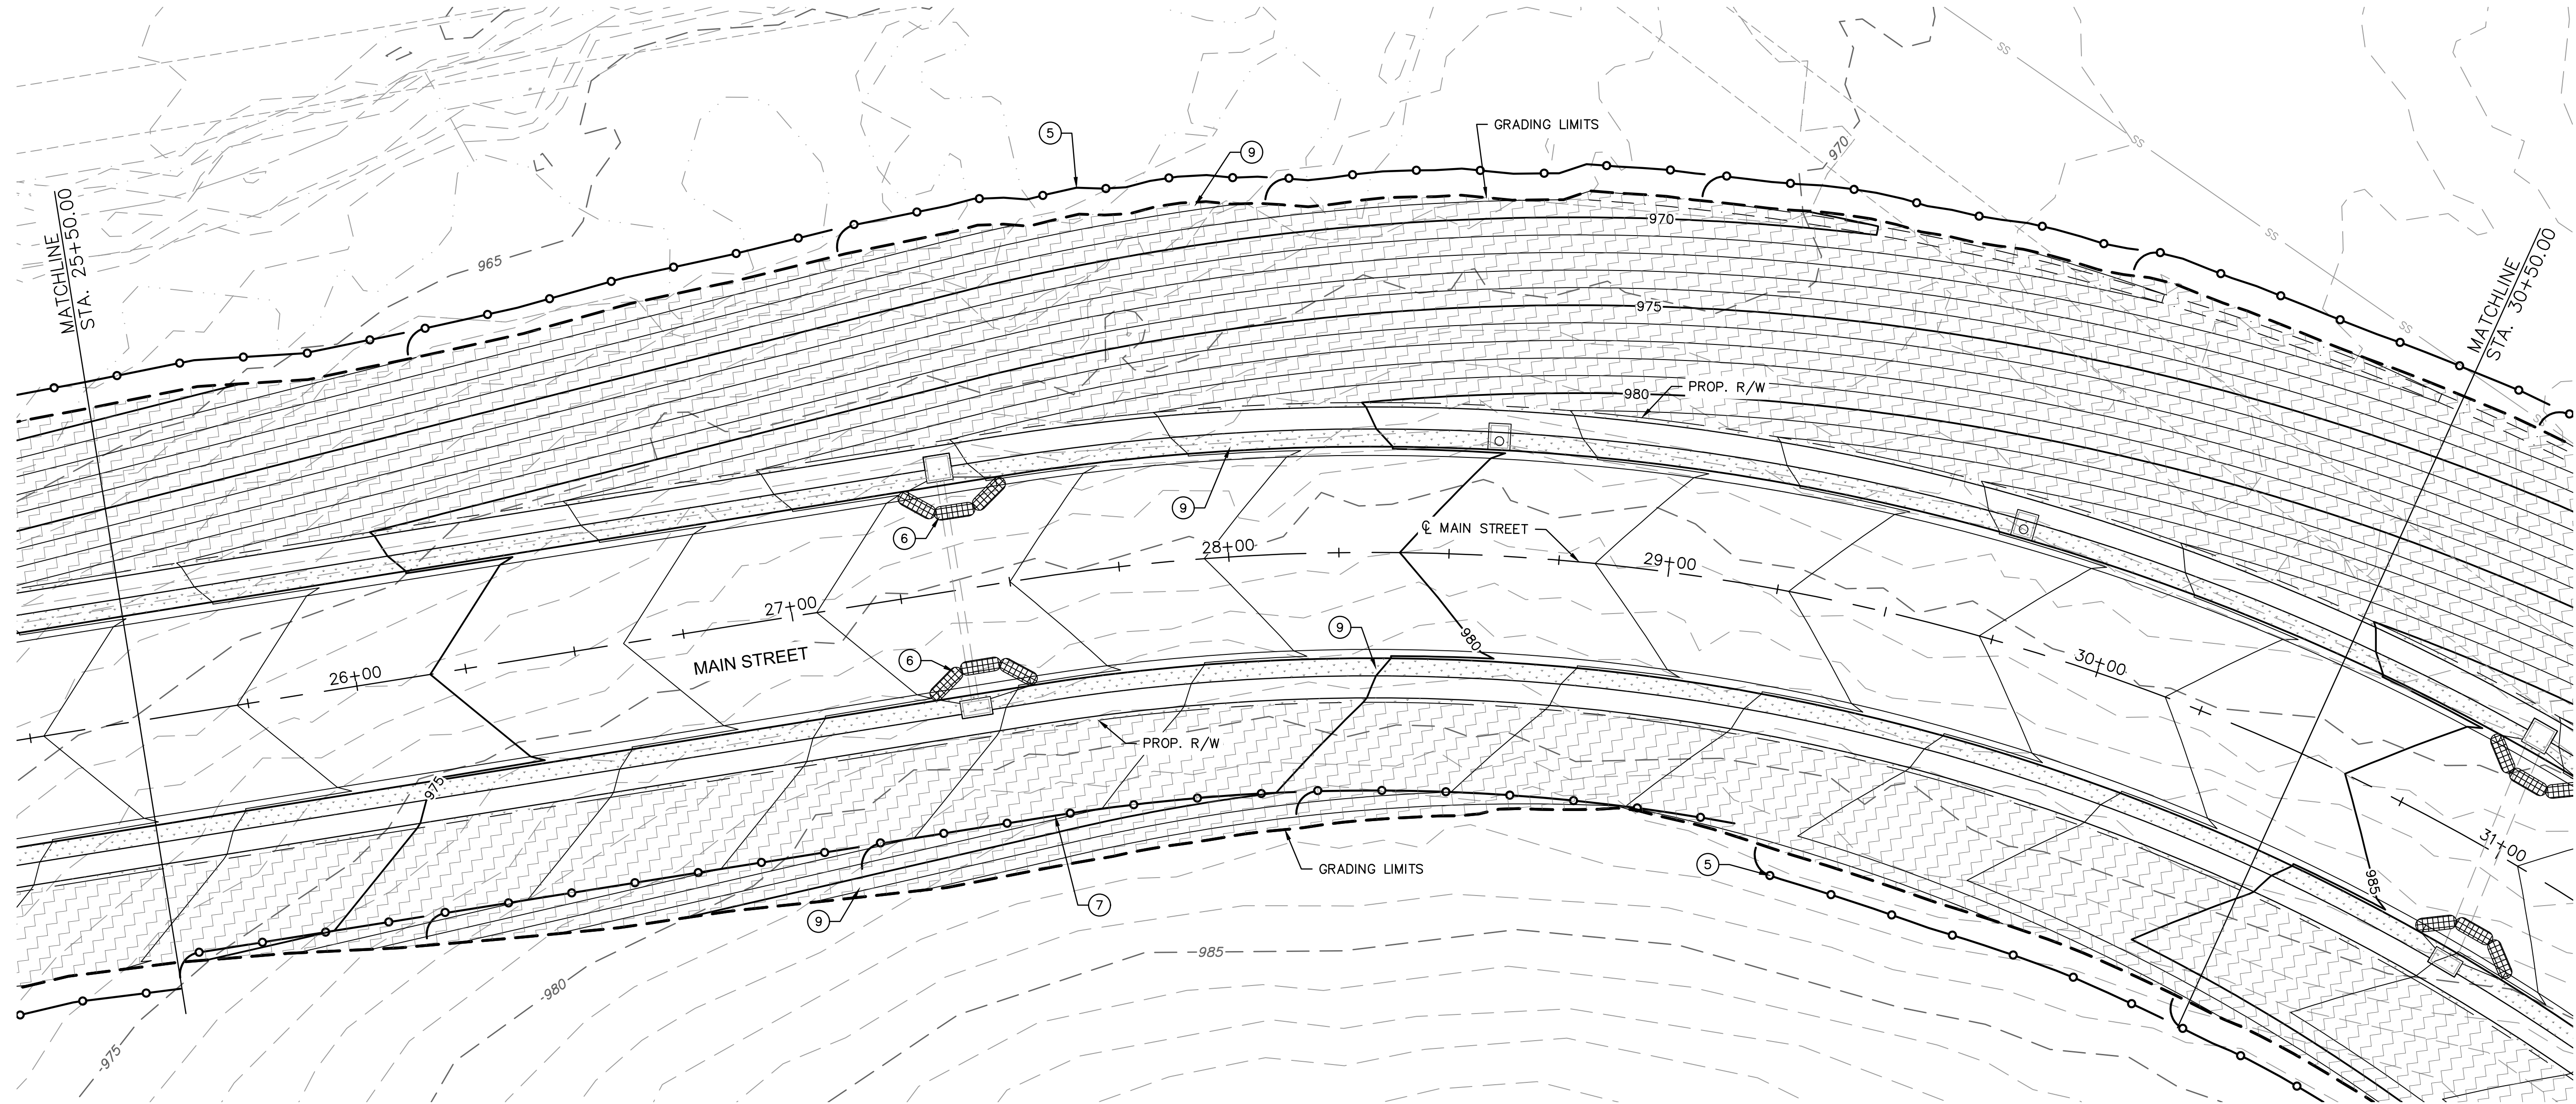 SS
SS
5
GRADING LIMITS
9
970
SS
965
MATCHLINE
STA. 25+50.00
970
MATCHLINE
STA. 30+50.00
975
SS
980
PROP. R/W
SS
9
6
℄ MAIN STREET
28+00
29+00
27+00
9
980
6
MAIN STREET
26+00
30+00
PROP. R/W
975
31+00
5
GRADING LIMITS
985
7
9
985
980
975